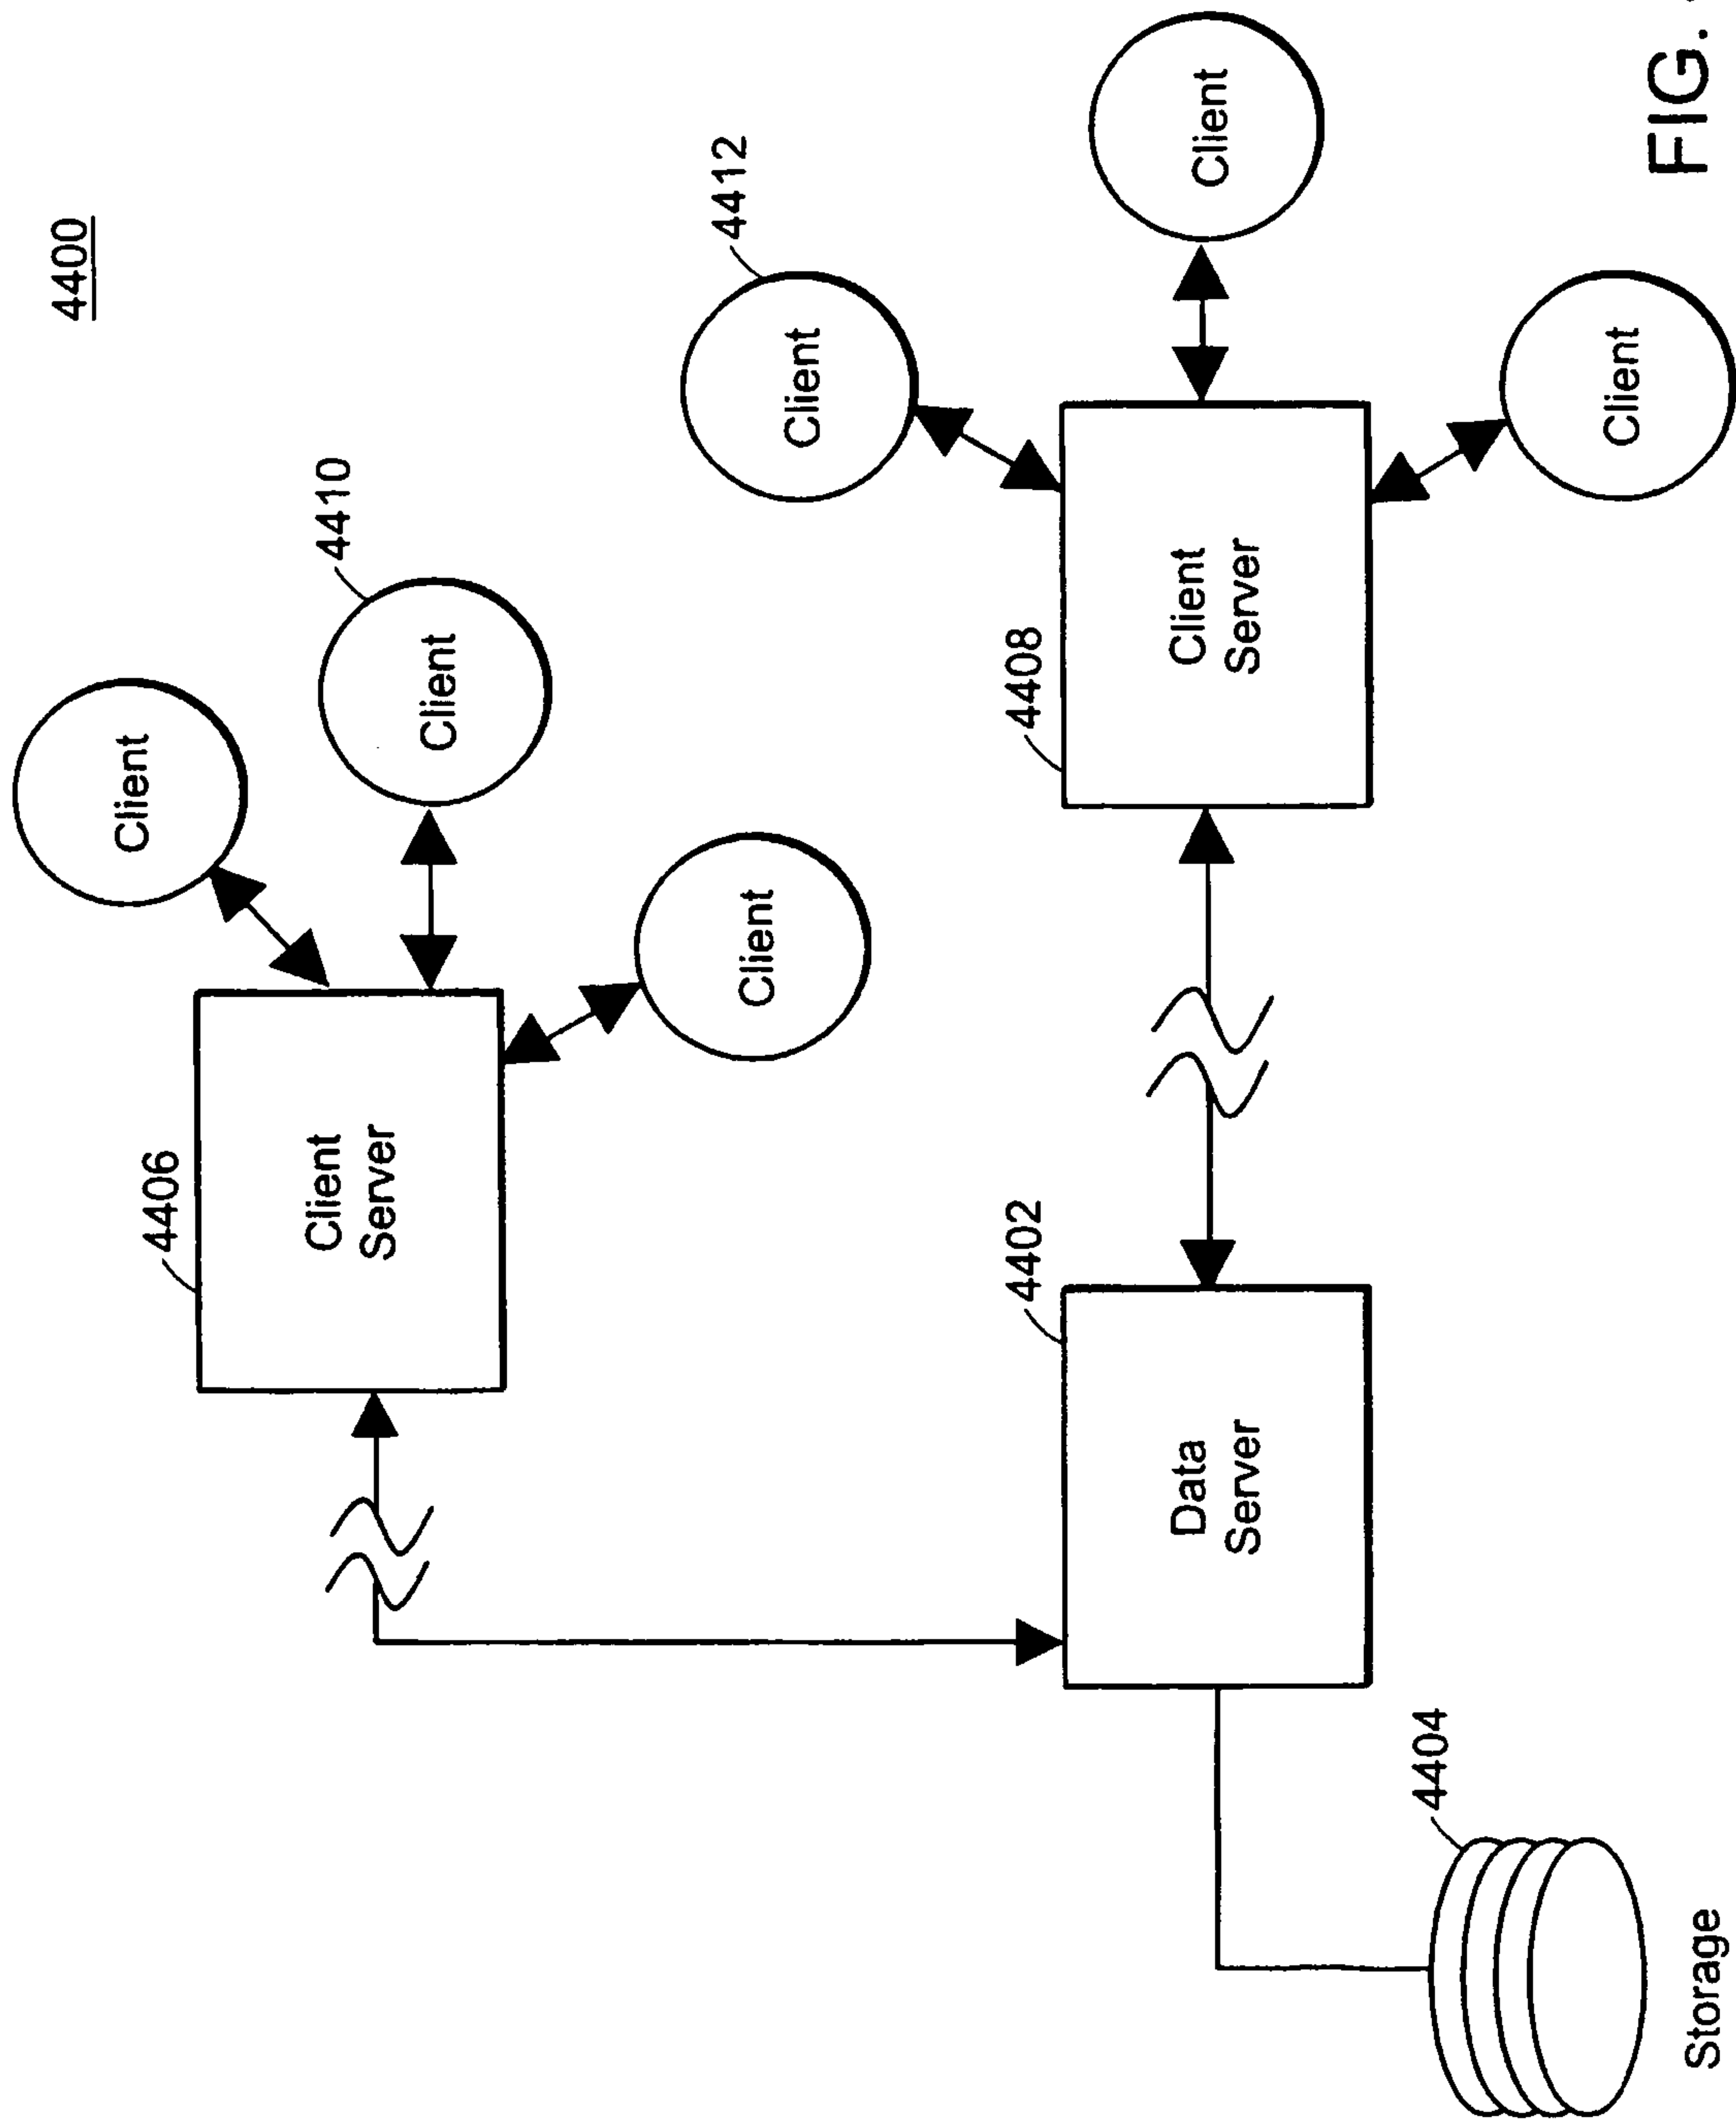 4400
4406
Client
Server
Client
4410
Client
Client
4402
Data
Server
4408
Client
Server
4412
Client
Client
Client
4404
Storage
FIG.